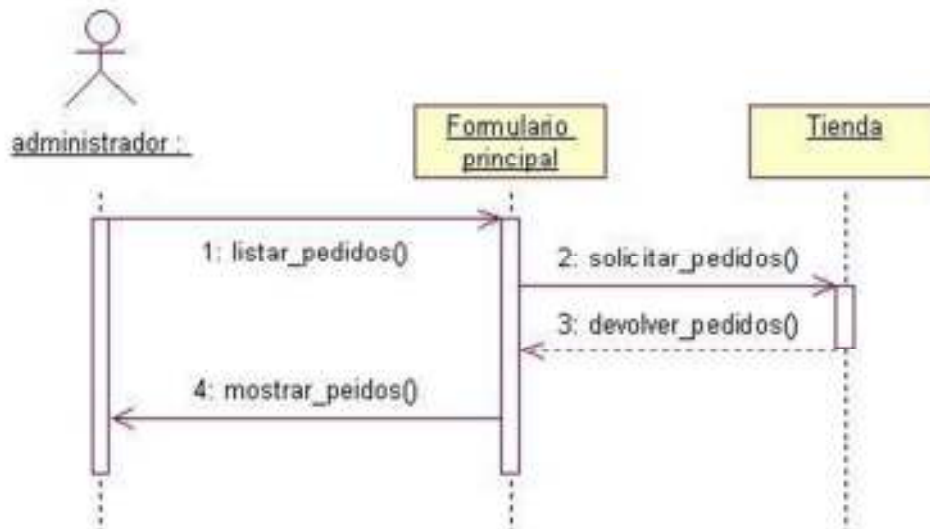 administrador :
Formulario
principal
Tienda
1: listar_pedidos()
2: solicitar_pedidos()
3: devolver_pedidos()
4: mostrar_peidos()